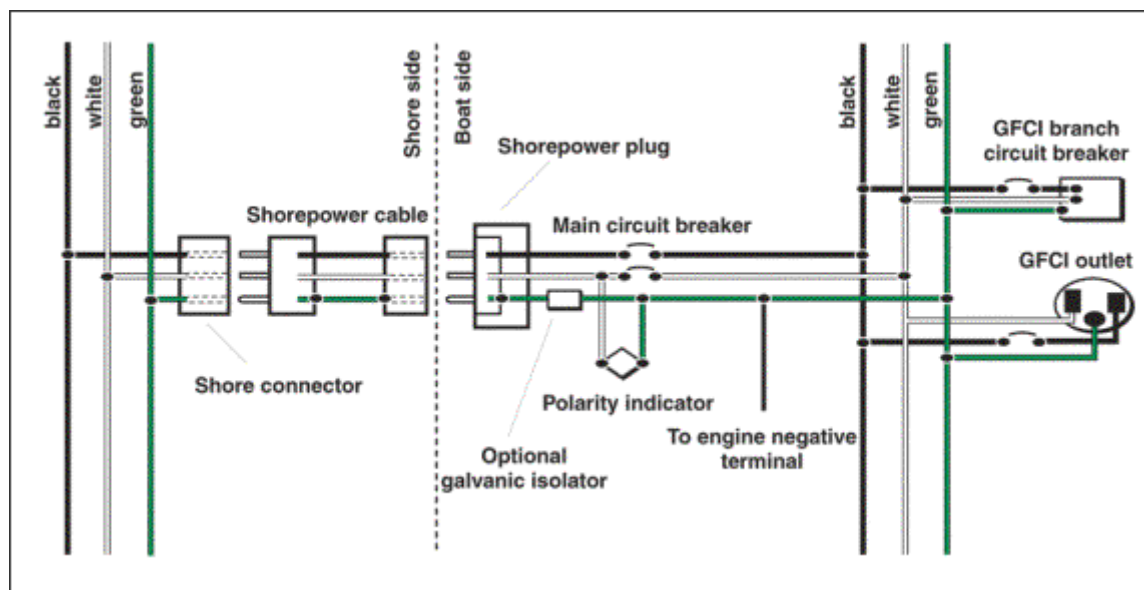 black
white
green
Shore side
Boat side
Shorepower plug
Shorepower cable
Main circuit breaker
black
white
green
GFCI branch
circuit breaker
GFCI outlet
Shore connector
Polarity indicator
Optional
galvanic isolator
To engine negative
terminal